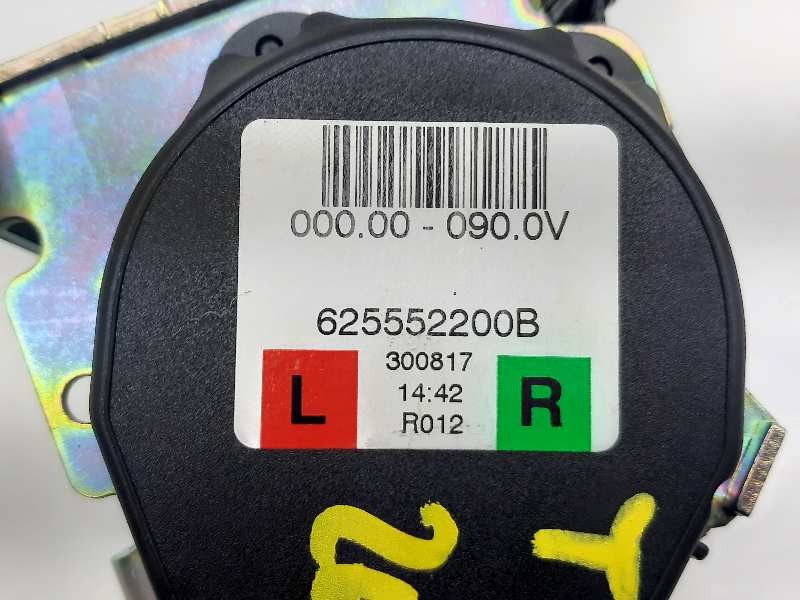 000.00 - 090.0V
625552200B
300817
L 14:42 R
R012
T